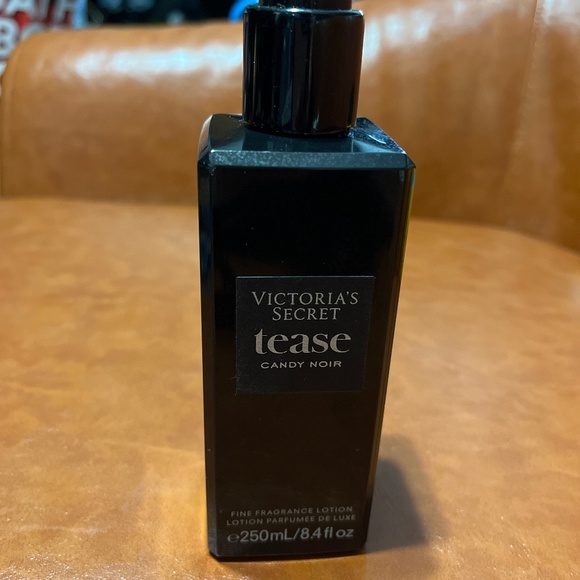 VICTORIA'S
SECRET
tease
CANDY NOIR
FINE FRAGRANCE LOTION
LOTION PARFUMÉE DE LUXE
℮250mL/8.4 fl oz